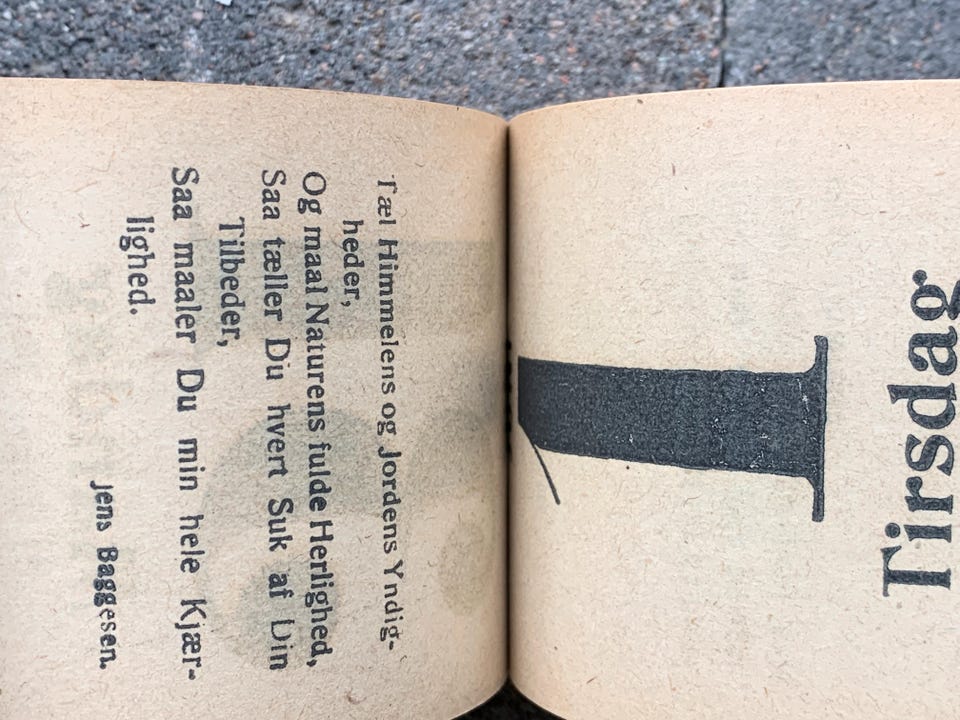 Tæl Himmelens og Jordens Yndig-
heder,
Og maal Naturens fulde Herlighed,
Saa tæller Du hvert Suk af Din
Tilbeder,
Saa maaler Du min hele Kjær-
lighed.
Jens Baggesen.
1
Tirsdag